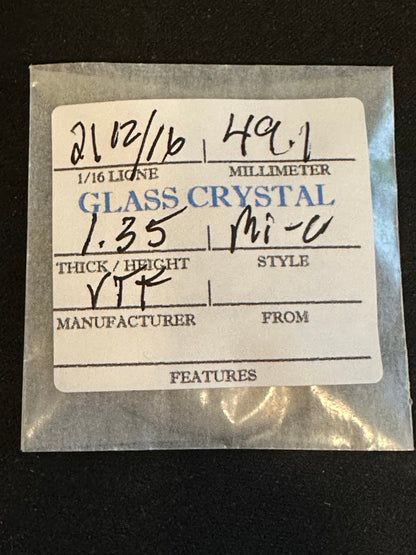 21 12/16 49.1
1/16 LIGNE MILLIMETER
GLASS CRYSTAL
1.35 Mi-U
THICK / HEIGHT STYLE
VTF
MANUFACTURER FROM
FEATURES